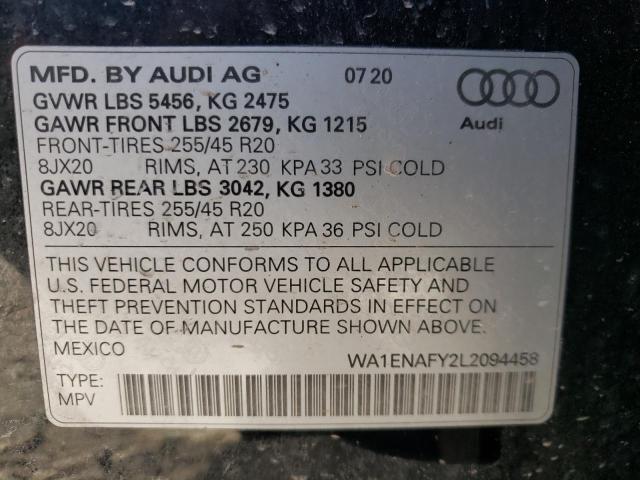 MFD. BY AUDI AG 07 20
GVWR LBS 5456, KG 2475
GAWR FRONT LBS 2679, KG 1215
Audi
FRONT-TIRES 255/45 R20
8JX20 RIMS, AT 230 KPA 33 PSI COLD
GAWR REAR LBS 3042, KG 1380
REAR-TIRES 255/45 R20
8JX20 RIMS, AT 250 KPA 36 PSI COLD
THIS VEHICLE CONFORMS TO ALL APPLICABLE
U.S. FEDERAL MOTOR VEHICLE SAFETY AND
THEFT PREVENTION STANDARDS IN EFFECT ON
THE DATE OF MANUFACTURE SHOWN ABOVE.
MEXICO WA1ENAFY2L2094458
TYPE:
MPV